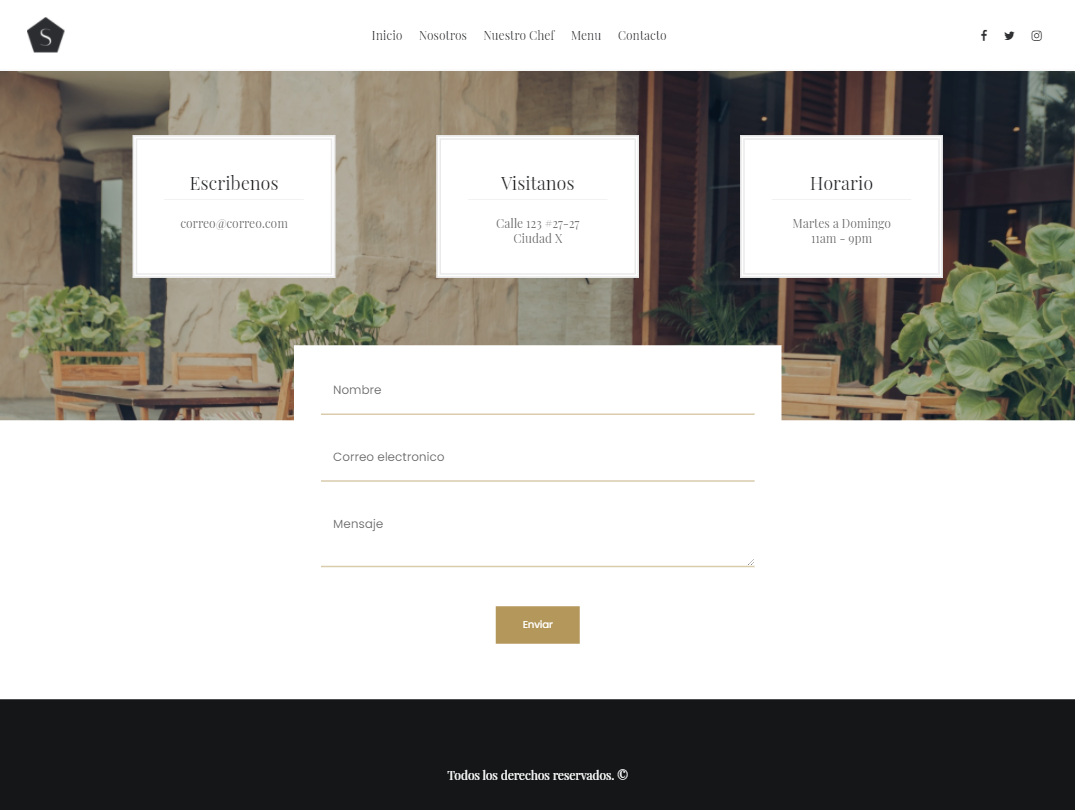 S
Inicio Nosotros Nuestro Chef Menu Contacto
Escribenos
correo@correo.com
Visitanos
Calle 123 #27-27
Ciudad X
Horario
Martes a Domingo
11am - 9pm
Nombre
Correo electronico
Mensaje
Enviar
Todos los derechos reservados. ©